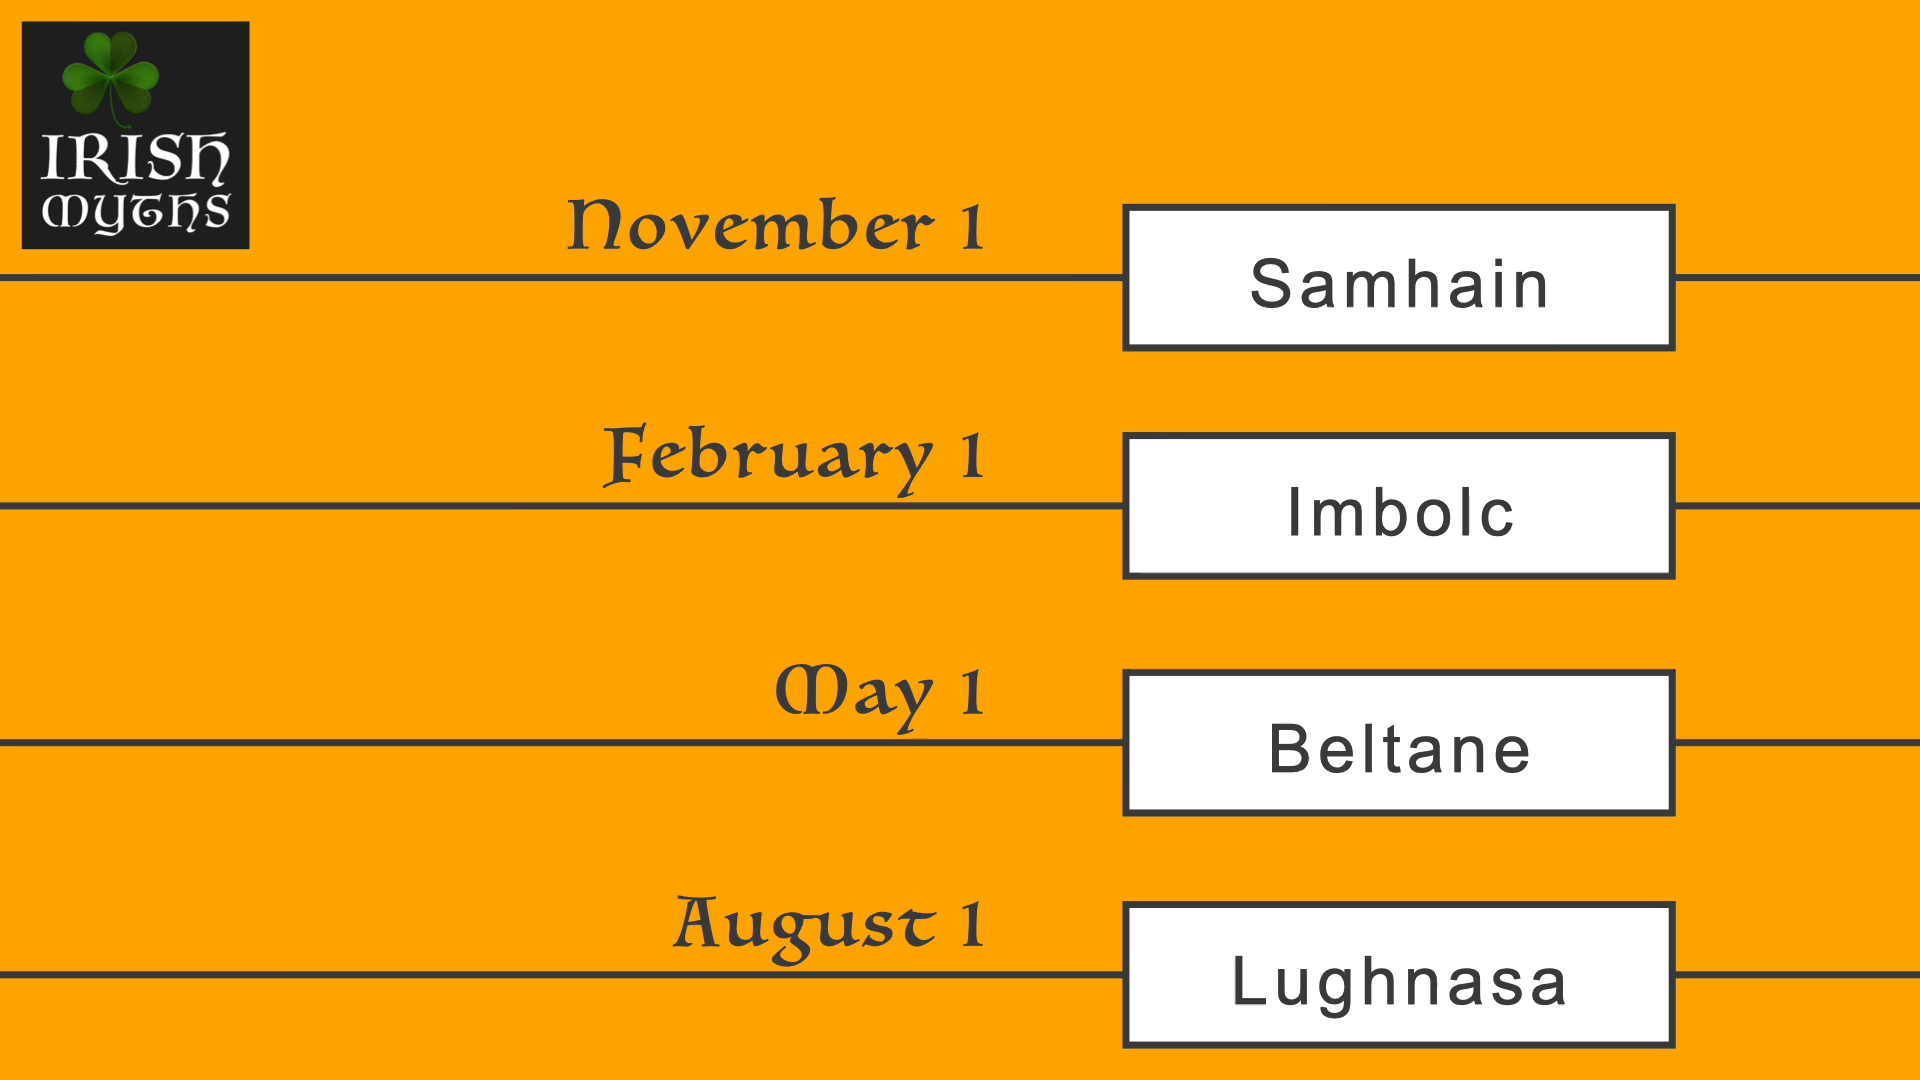 IRISH
MYTHS
November 1
Samhain
February 1
Imbolc
May 1
Beltane
August 1
Lughnasa